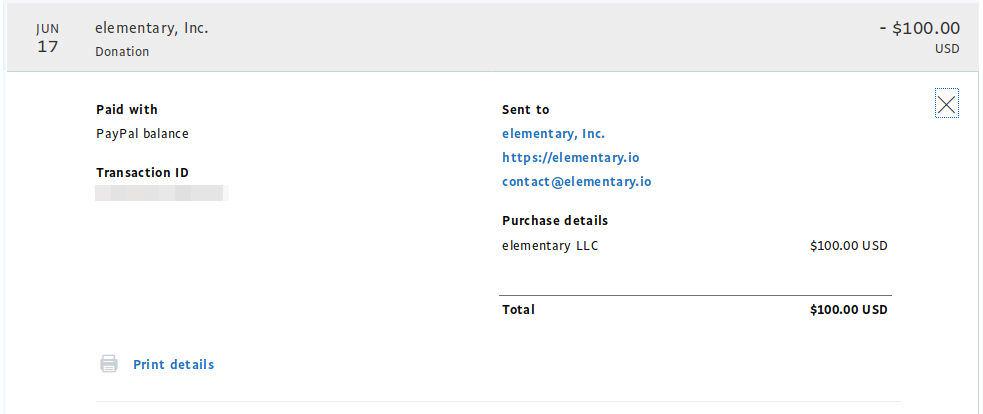 JUN
17
elementary, Inc.
Donation
- $100.00
USD
Paid with
PayPal balance
Transaction ID
Sent to
elementary, Inc.
https://elementary.io
contact@elementary.io
Purchase details
elementary LLC $100.00 USD
Total $100.00 USD
Print details